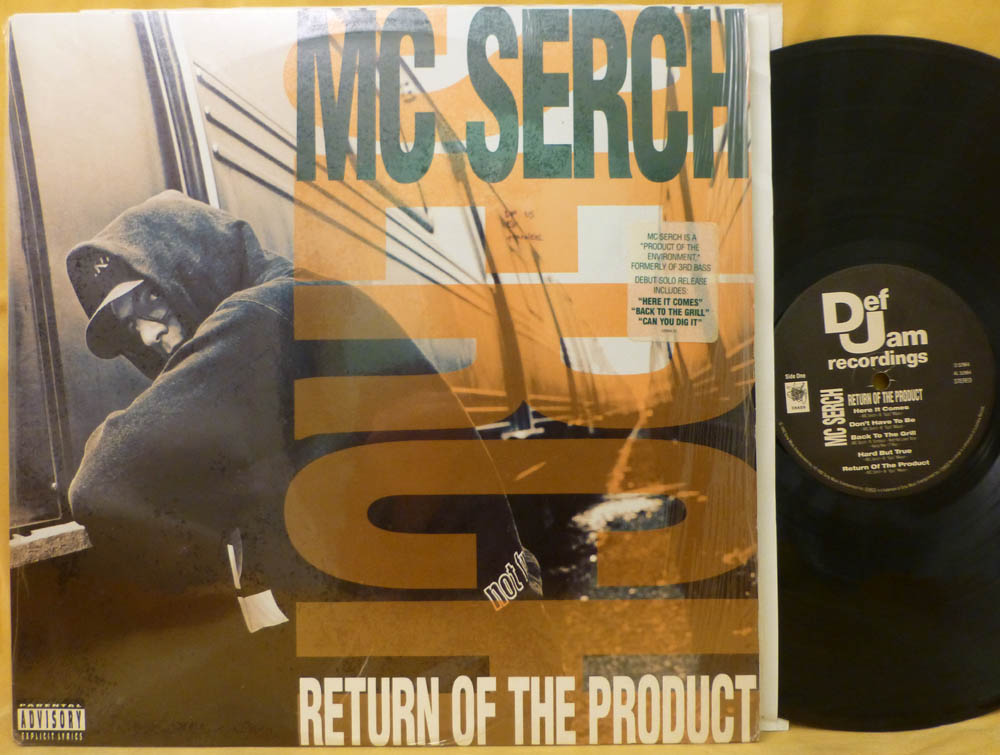 MC SERCH
SERCH
MC SERCH IS A
"PRODUCT OF THE
ENVIRONMENT,"
FORMERLY OF 3RD BASS
DEBUT SOLO RELEASE
INCLUDES:
"HERE IT COMES"
"BACK TO THE GRILL"
"CAN YOU DIG IT"
not
PARENTAL
ADVISORY
EXPLICIT LYRICS
RETURN OF THE PRODUCT
Def
Jam
recordings
Side One
STEREO
MC SERCH
RETURN OF THE PRODUCT
Here It Comes
Don't Have To Be
Back To The Grill
Hard But True
Return Of The Product